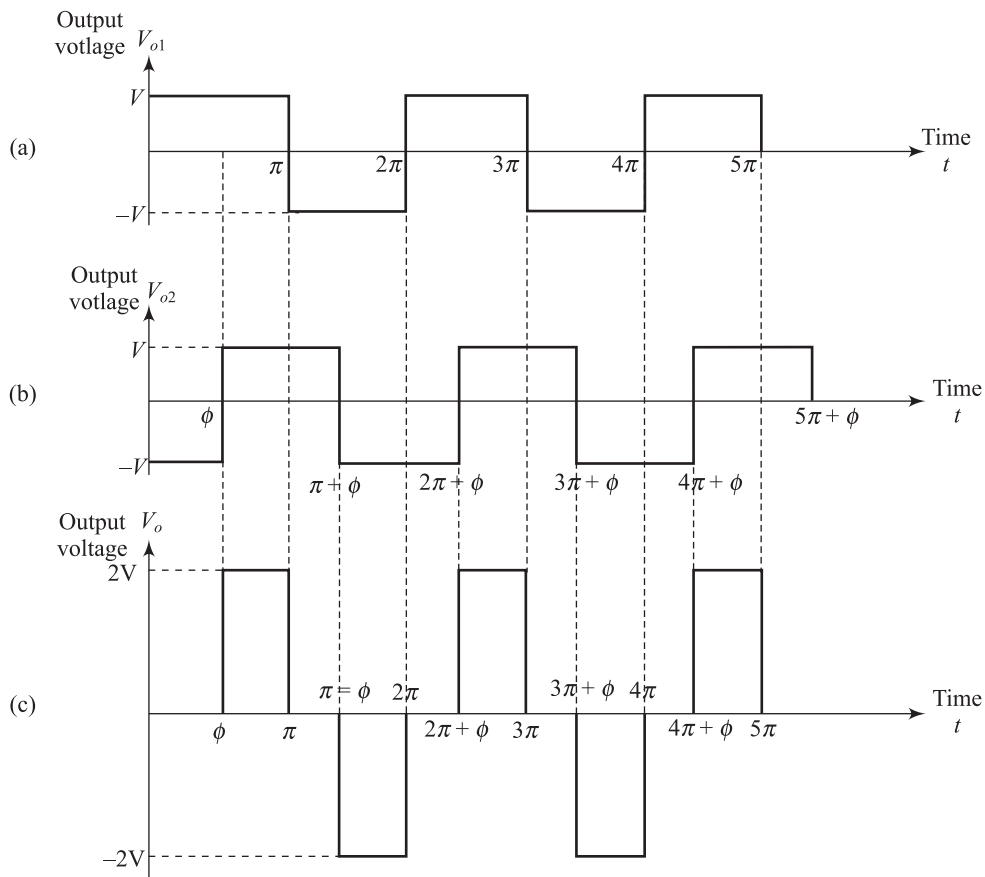 Output
votlage V_{o1}
V
(a)
Time
t
π 2π 3π 4π 5π
–V
Output
votlage V_{o2}
V
(b)
Time
t
ϕ
5π + ϕ
–V
π + ϕ 2π + ϕ 3π + ϕ 4π + ϕ
Output V_o
voltage
2V
π = ϕ 2π 3π + ϕ 4π
(c)
Time
t
ϕ π 2π + ϕ 3π 4π + ϕ 5π
–2V